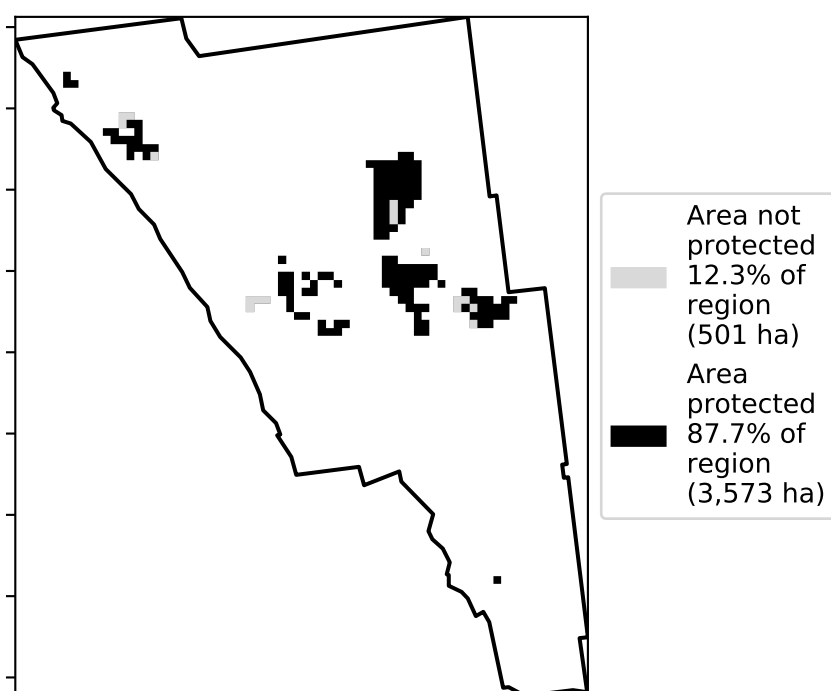 Area not
protected
12.3% of
region
(501 ha)
Area
protected
87.7% of
region
(3,573 ha)